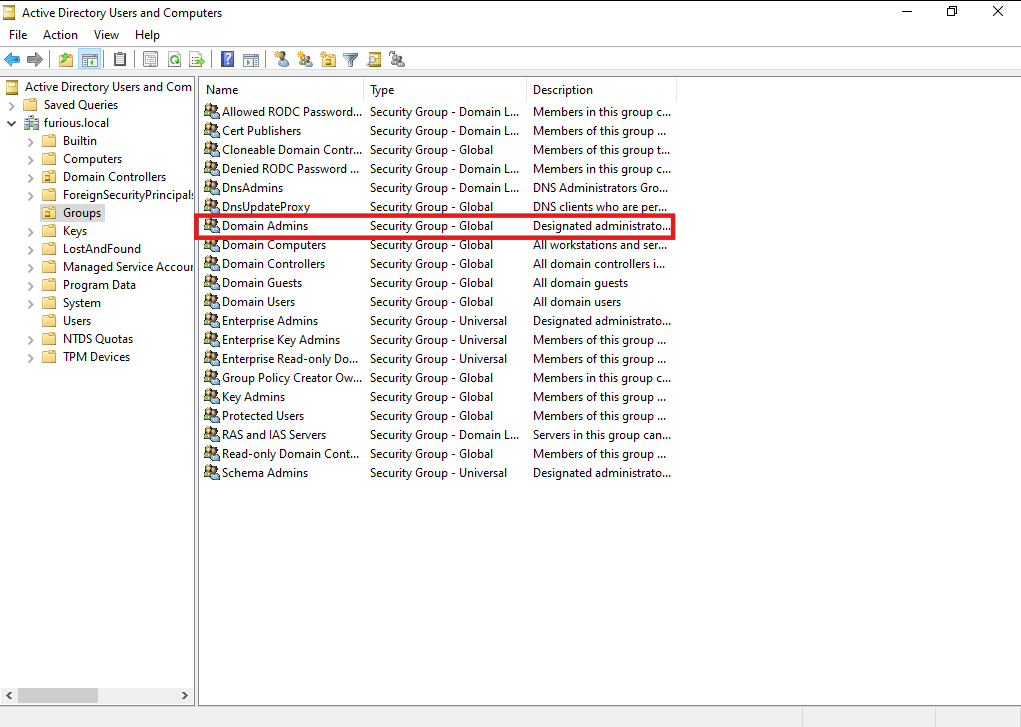 Active Directory Users and Computers
File Action View Help
Active Directory Users and Com
Saved Queries
furious.local
Builtin
Computers
Domain Controllers
ForeignSecurityPrincipals
Groups
Keys
LostAndFound
Managed Service Accour
Program Data
System
Users
NTDS Quotas
TPM Devices
Name Type Description
Allowed RODC Password... Security Group - Domain L... Members in this group c...
Cert Publishers Security Group - Domain L... Members of this group ...
Cloneable Domain Contr... Security Group - Global Members of this group t...
Denied RODC Password ... Security Group - Domain L... Members in this group c...
DnsAdmins Security Group - Domain L... DNS Administrators Gro...
DnsUpdateProxy Security Group - Global DNS clients who are per...
Domain Admins Security Group - Global Designated administrato...
Domain Computers Security Group - Global All workstations and ser...
Domain Controllers Security Group - Global All domain controllers i...
Domain Guests Security Group - Global All domain guests
Domain Users Security Group - Global All domain users
Enterprise Admins Security Group - Universal Designated administrato...
Enterprise Key Admins Security Group - Universal Members of this group ...
Enterprise Read-only Do... Security Group - Universal Members of this group ...
Group Policy Creator Ow... Security Group - Global Members in this group c...
Key Admins Security Group - Global Members of this group ...
Protected Users Security Group - Global Members of this group ...
RAS and IAS Servers Security Group - Domain L... Servers in this group can...
Read-only Domain Cont... Security Group - Global Members of this group ...
Schema Admins Security Group - Universal Designated administrato...